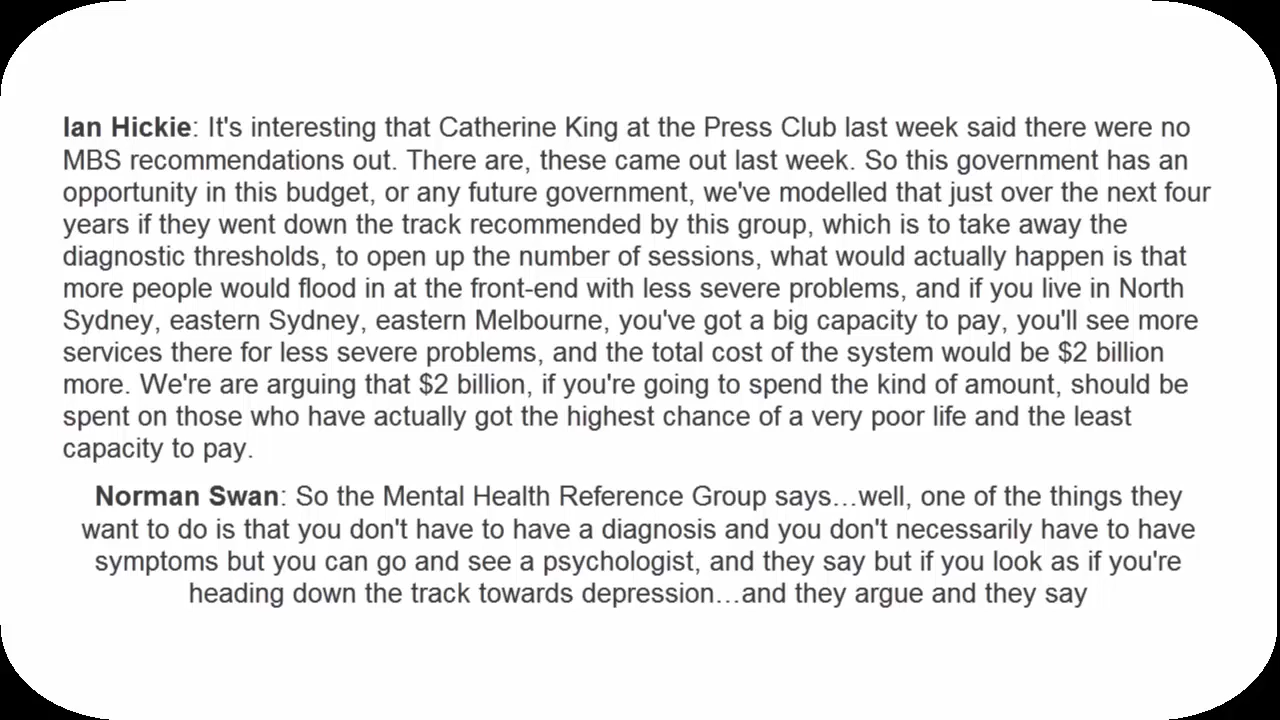 Ian Hickie: It's interesting that Catherine King at the Press Club last week said there were no
MBS recommendations out. There are, these came out last week. So this government has an
opportunity in this budget, or any future government, we've modelled that just over the next four
years if they went down the track recommended by this group, which is to take away the
diagnostic thresholds, to open up the number of sessions, what would actually happen is that
more people would flood in at the front-end with less severe problems, and if you live in North
Sydney, eastern Sydney, eastern Melbourne, you've got a big capacity to pay, you'll see more
services there for less severe problems, and the total cost of the system would be $2 billion
more. We're are arguing that $2 billion, if you're going to spend the kind of amount, should be
spent on those who have actually got the highest chance of a very poor life and the least
capacity to pay.
Norman Swan: So the Mental Health Reference Group says…well, one of the things they
want to do is that you don't have to have a diagnosis and you don't necessarily have to have
symptoms but you can go and see a psychologist, and they say but if you look as if you're
heading down the track towards depression…and they argue and they say